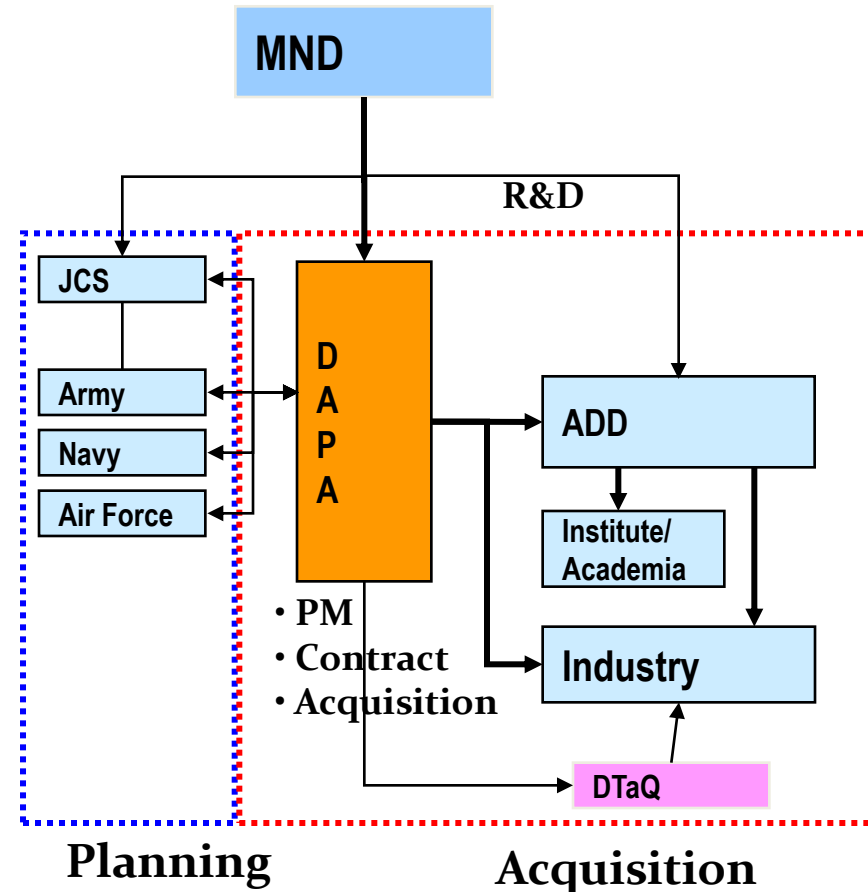 MND
R&D
JCS
Army
Navy
Air Force
D
A
P
A
ADD
Institute/
Academia
Industry
• PM
• Contract
• Acquisition
DTaQ
Planning
Acquisition